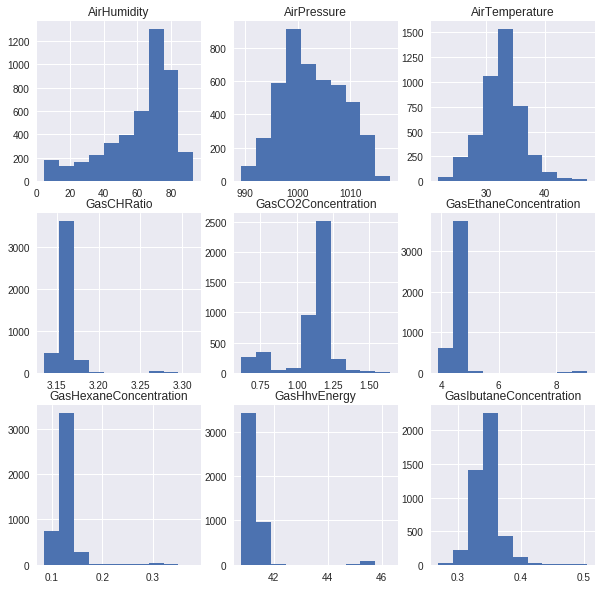 AirHumidity AirPressure AirTemperature
1200 1000 800 600 400 200 0
0 20 40 60 80
800 600 400 200 0
990 1000 1010
1500 1250 1000 750 500 250 0
30 40
GasCHRatio GasCO2Concentration GasEthaneConcentration
3000 2000 1000 0
3.15 3.20 3.25 3.30
2500 2000 1500 1000 500 0
0.75 1.00 1.25 1.50
3000 2000 1000 0
4 6 8
GasHexaneConcentration GasHhvEnergy GasIbutaneConcentration
3000 2000 1000 0
0.1 0.2 0.3
3000 2000 1000 0
42 44 46
2000 1500 1000 500 0
0.3 0.4 0.5